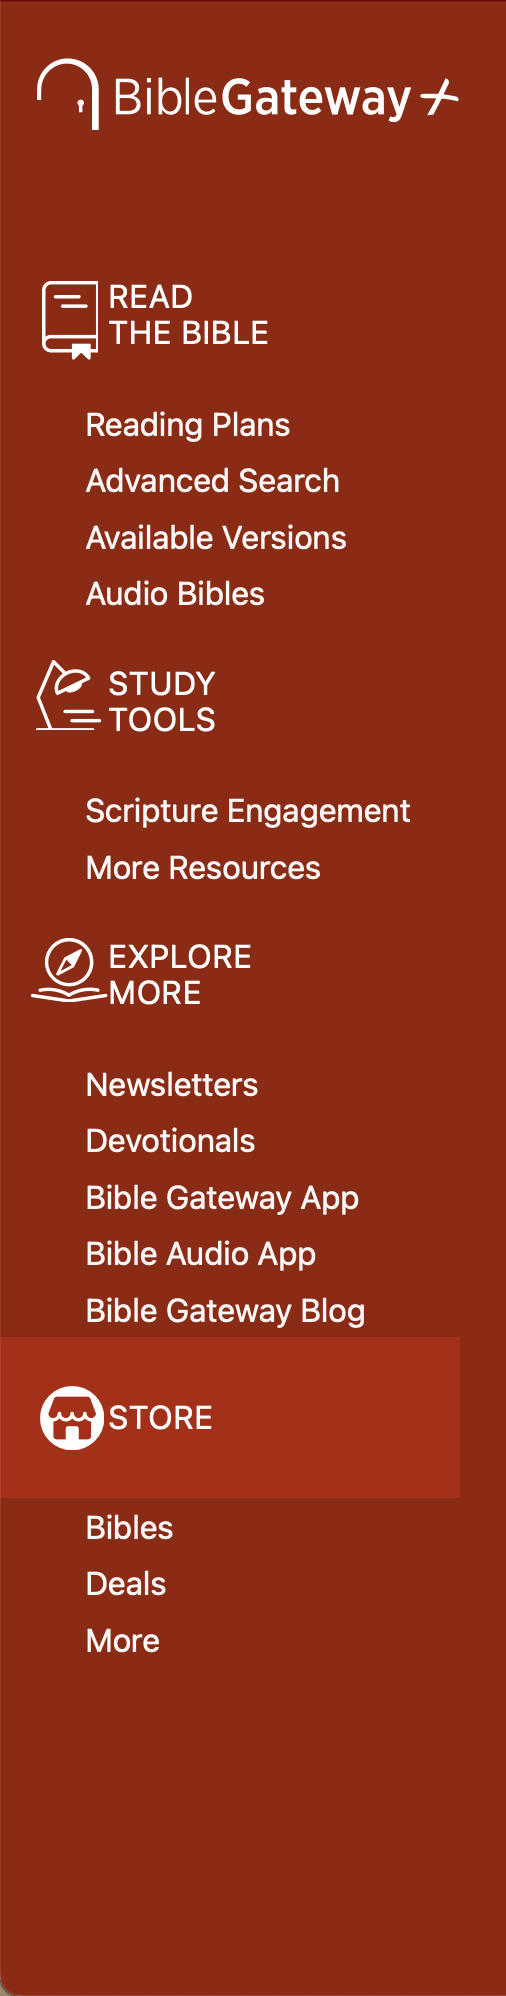 BibleGateway+
READ
THE BIBLE
Reading Plans
Advanced Search
Available Versions
Audio Bibles
STUDY
TOOLS
Scripture Engagement
More Resources
EXPLORE
MORE
Newsletters
Devotionals
Bible Gateway App
Bible Audio App
Bible Gateway Blog
STORE
Bibles
Deals
More